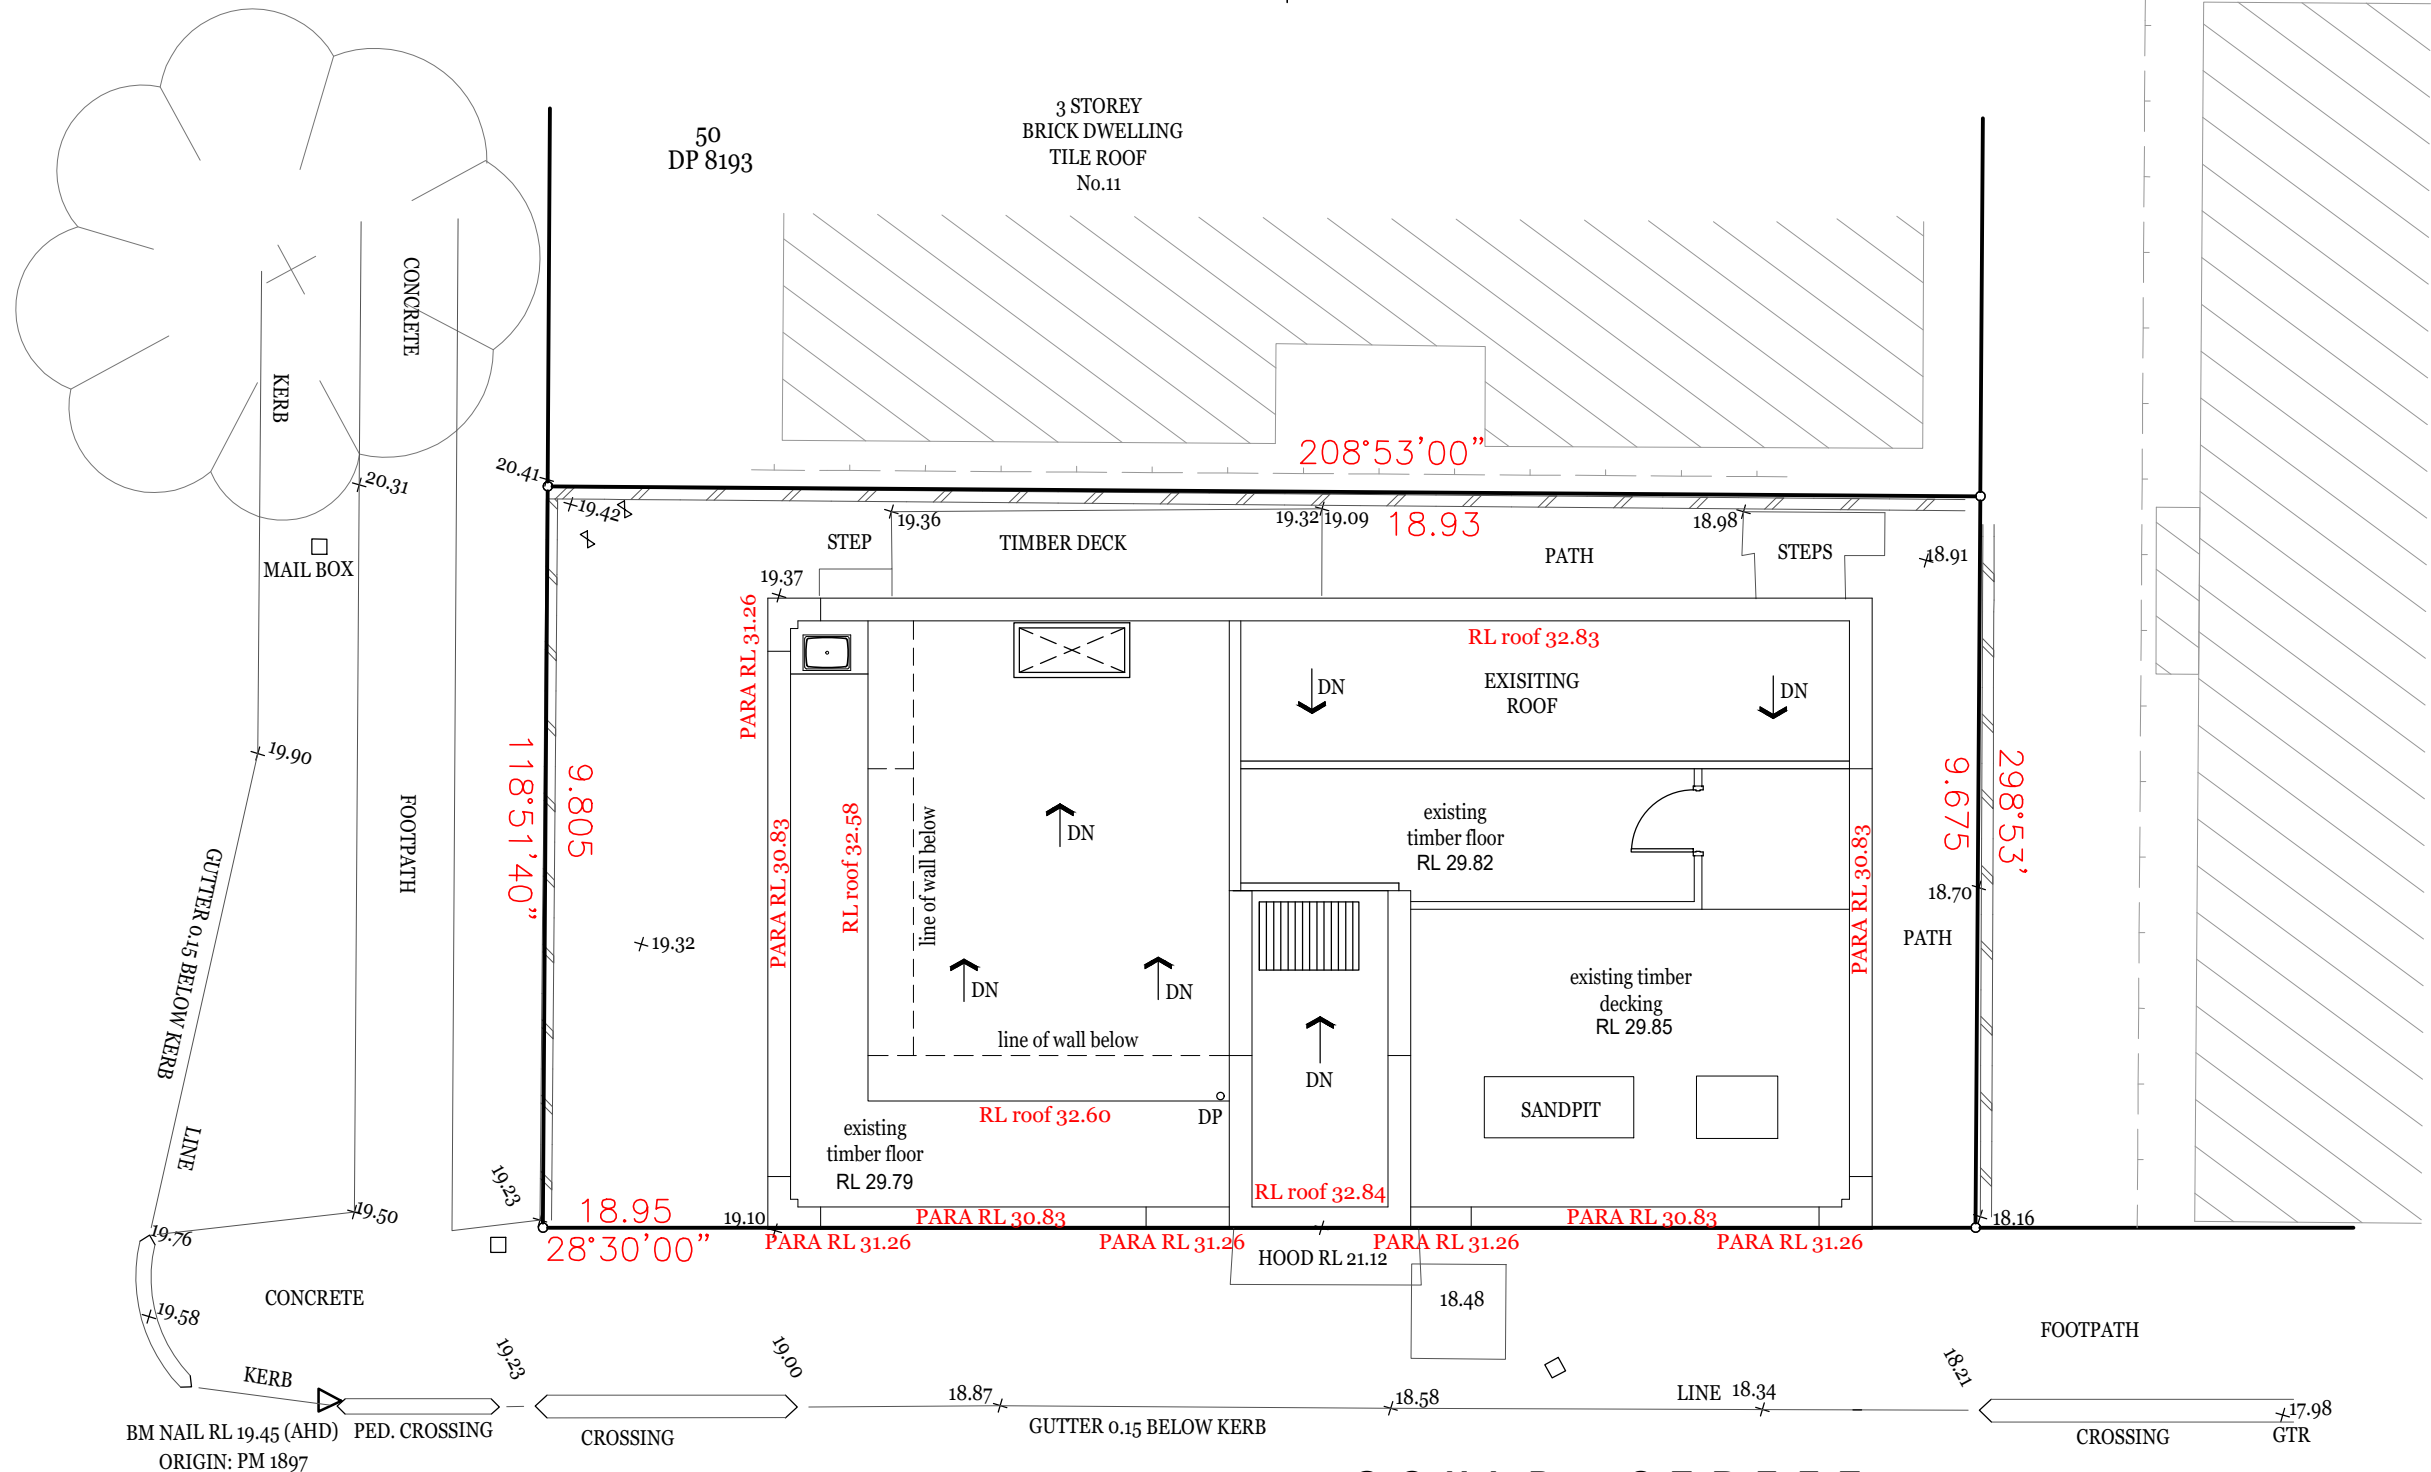 3 STOREY
BRICK DWELLING
TILE ROOF
No.11
50
DP 8193
CONCRETE
KERB
208°53'00"
20.41
20.31
19.42
19.36
19.32
19.09
18.93
18.98
18.91
MAIL BOX
STEP
TIMBER DECK
PATH
STEPS
19.37
PARA RL 31.26
RL roof 32.83
EXISITING
ROOF
DN
DN
19.90
118°51'40"
9.805
FOOTPATH
GUTTER 0.15 BELOW KERB
LINE
PARA RL 30.83
RL roof 32.58
line of wall below
DN
existing
timber floor
RL 29.82
PARA RL 30.83
9.675
298°53'
18.70
PATH
19.32
DN
DN
existing timber
decking
RL 29.85
line of wall below
DN
SANDPIT
RL roof 32.60
DP
existing
timber floor
RL 29.79
19.23
18.95
19.10
RL roof 32.84
PARA RL 30.83
PARA RL 30.83
18.16
19.50
19.76
28°30'00"
PARA RL 31.26
PARA RL 31.26
PARA RL 31.26
PARA RL 31.26
HOOD RL 21.12
CONCRETE
19.58
18.48
FOOTPATH
KERB
19.23
19.00
18.87
18.58
LINE
18.34
18.21
17.98
BM NAIL RL 19.45 (AHD)
ORIGIN: PM 1897
PED. CROSSING
CROSSING
GUTTER 0.15 BELOW KERB
CROSSING
GTR